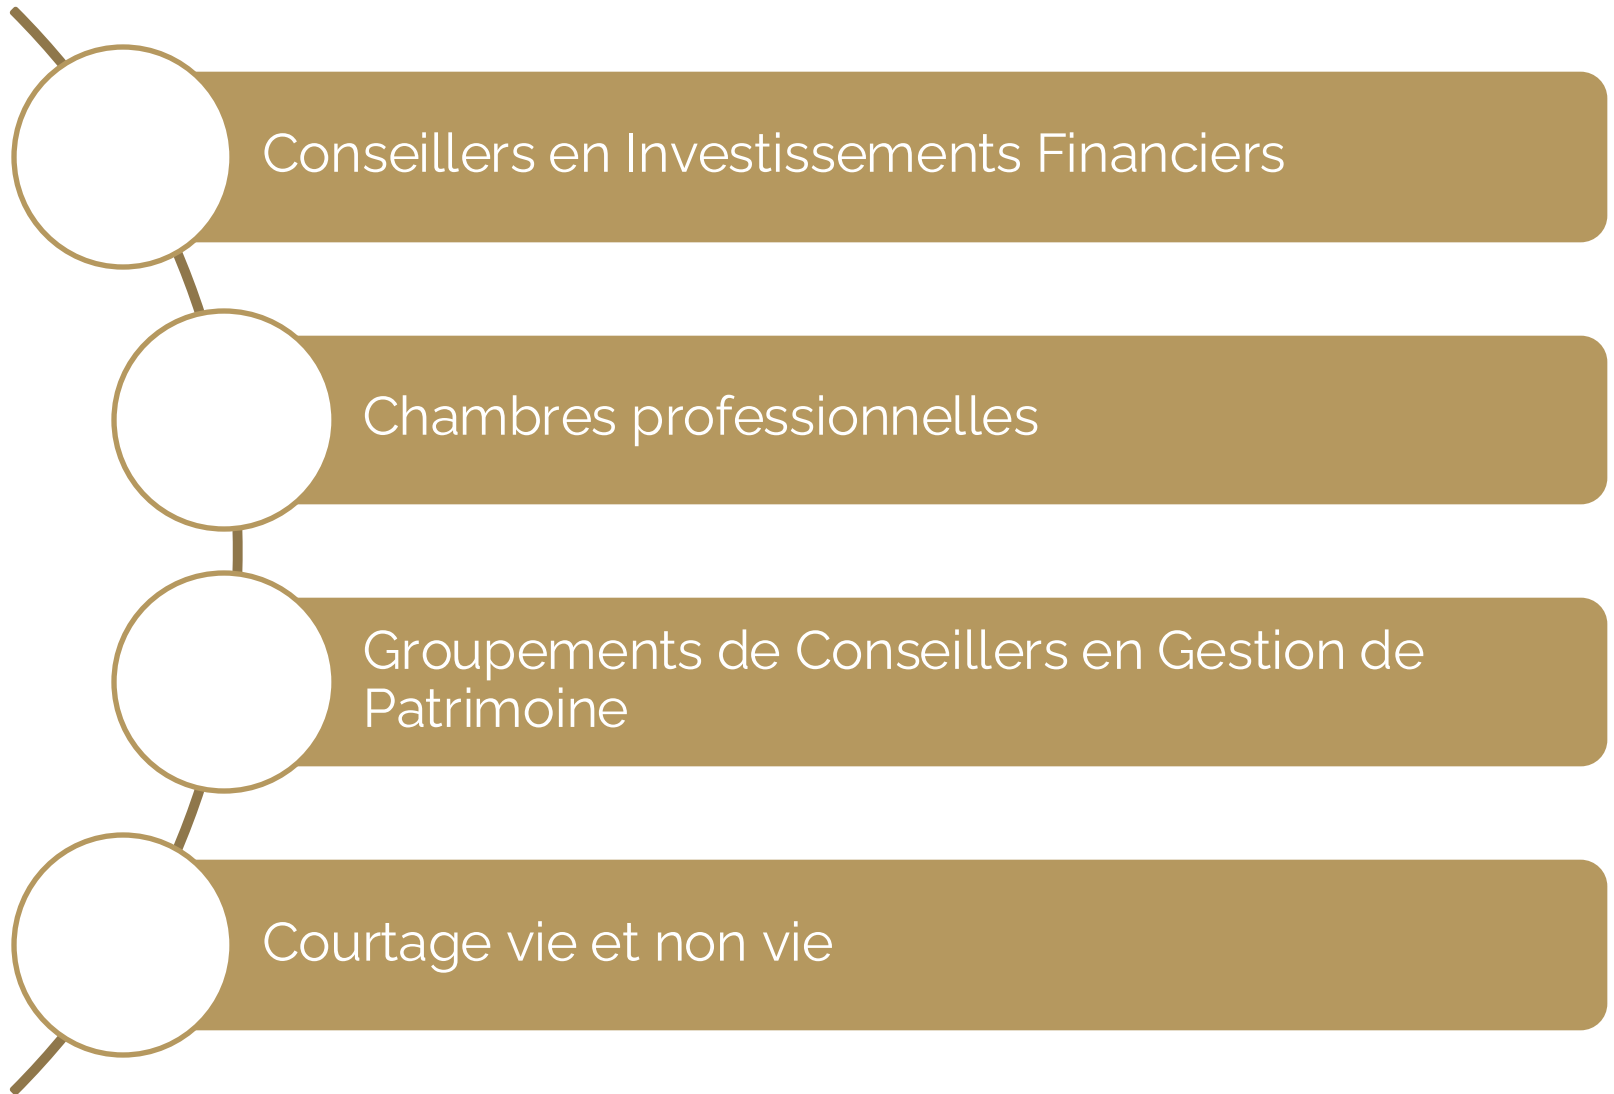 Conseillers en Investissements Financiers
Chambres professionnelles
Groupements de Conseillers en Gestion de
Patrimoine
Courtage vie et non vie